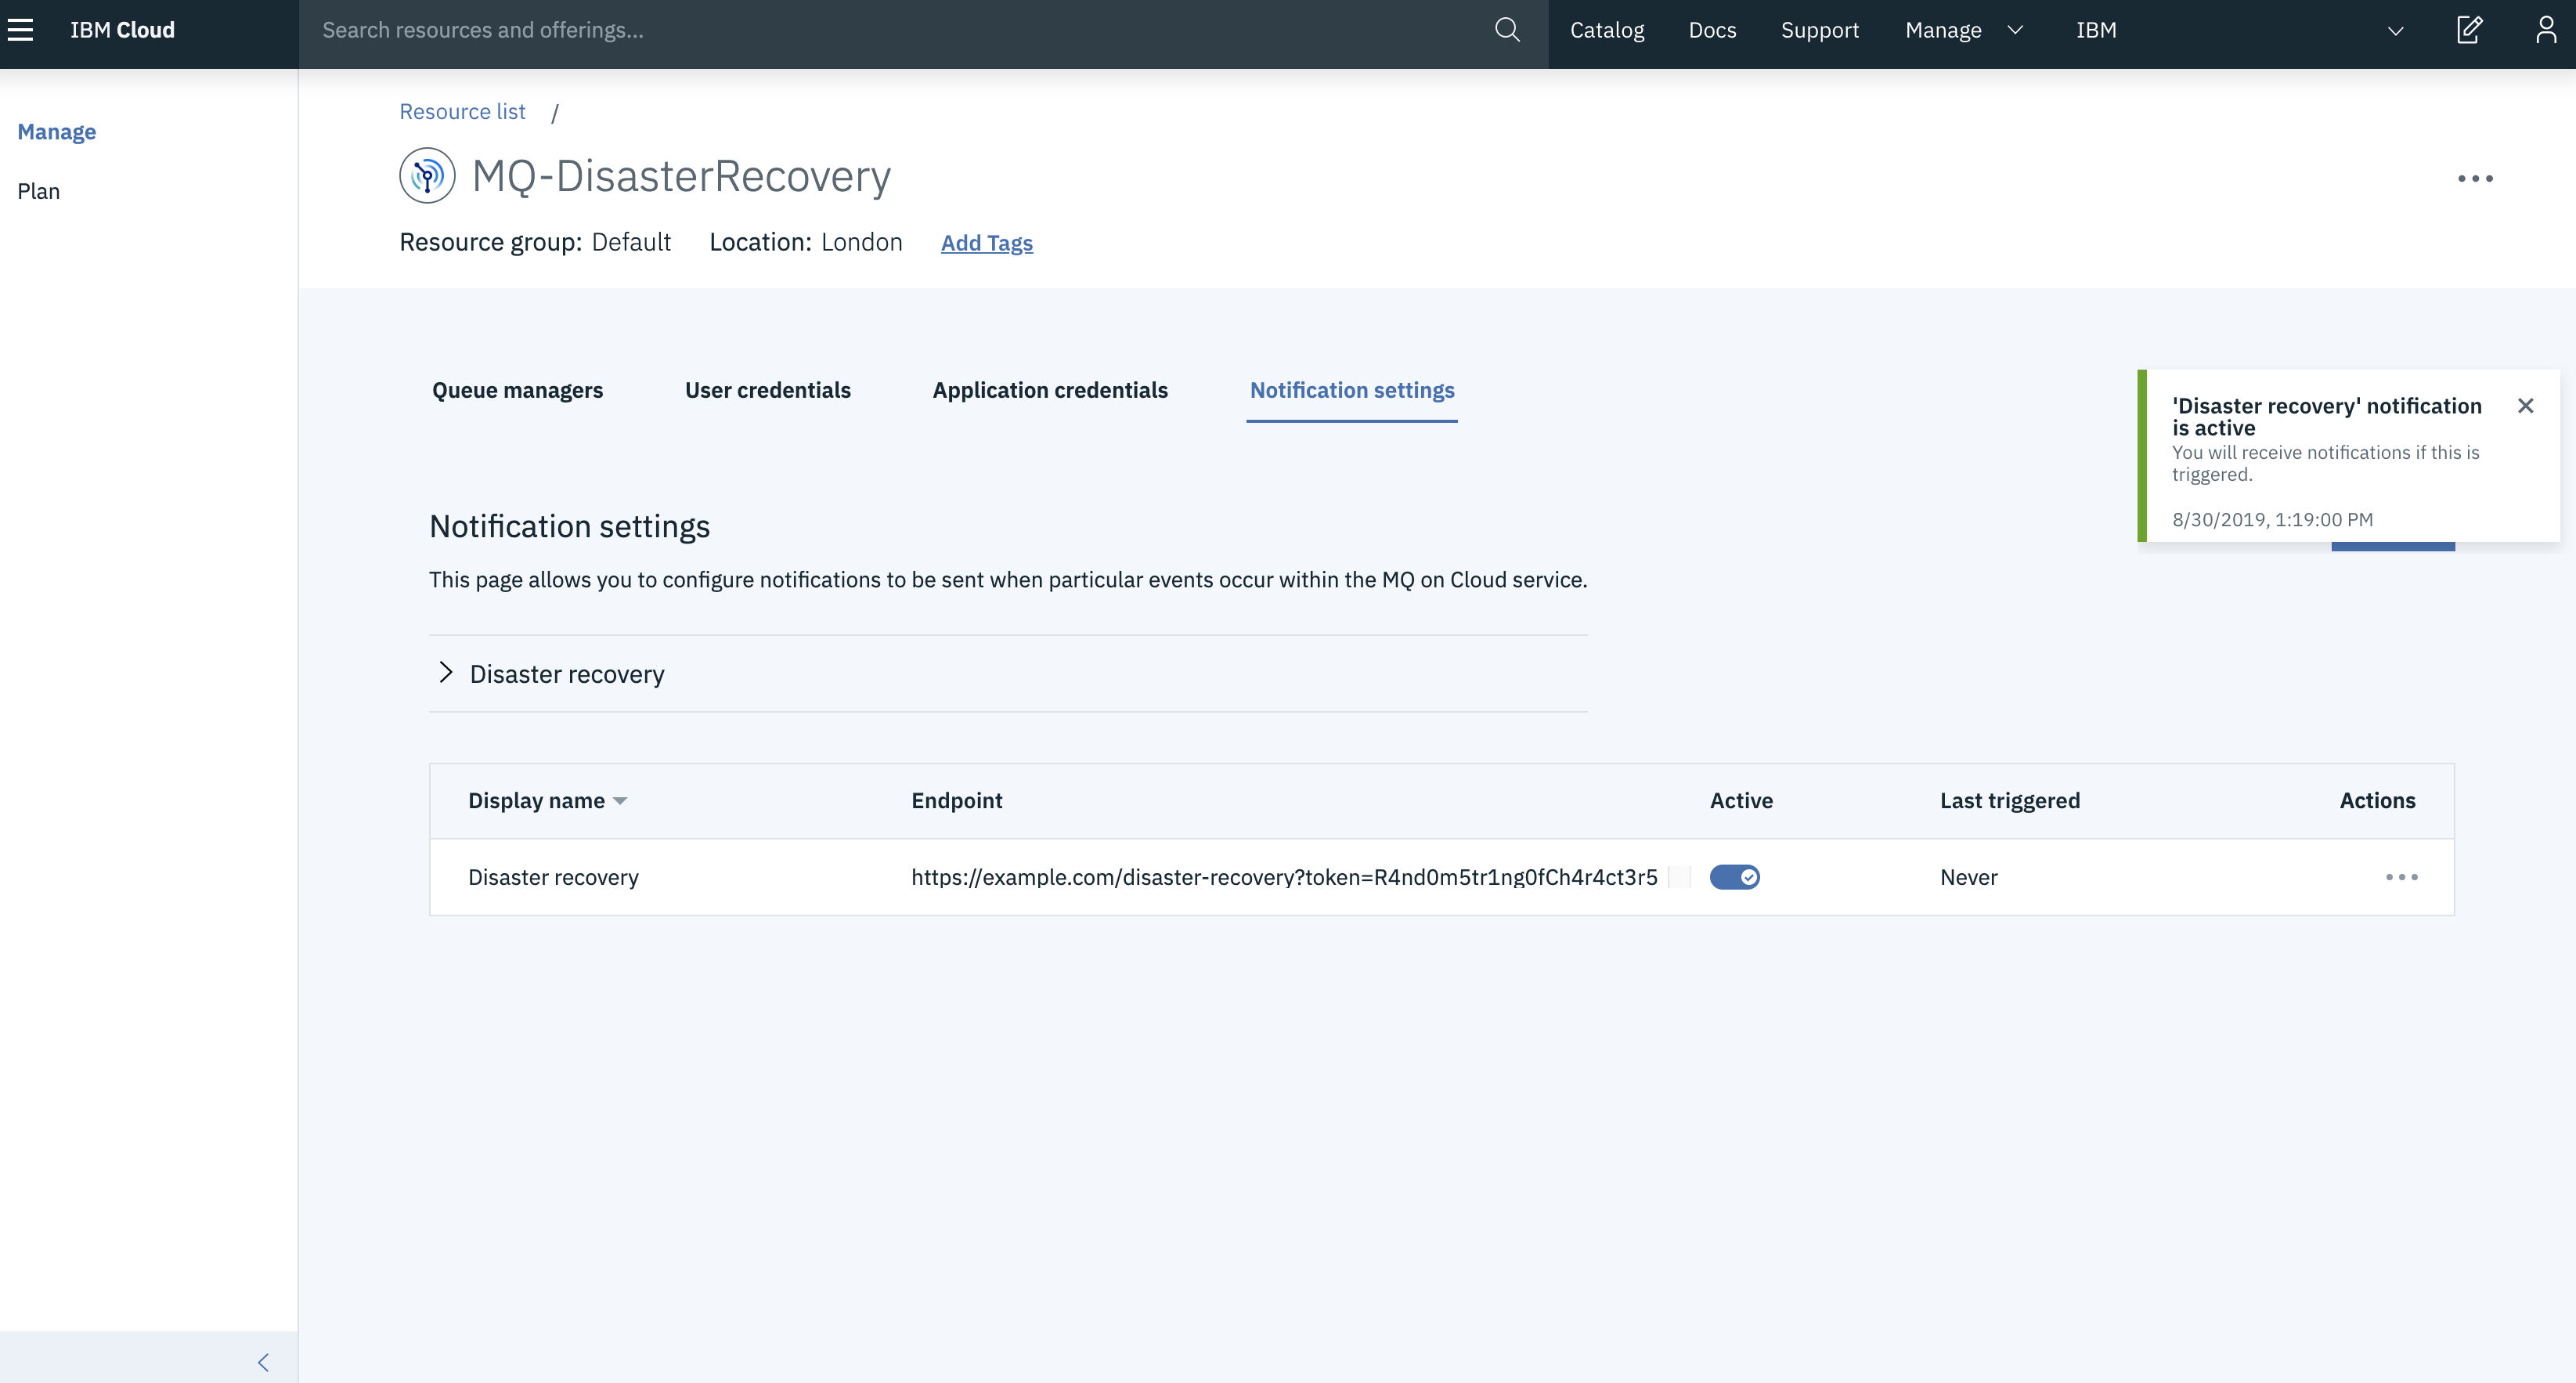 IBM Cloud
Search resources and offerings...
Catalog
Docs
Support
Manage
IBM
Manage
Plan
Resource list /
MQ-DisasterRecovery
Resource group: Default
Location: London
Add Tags
Queue managers
User credentials
Application credentials
Notification settings
'Disaster recovery' notification
is active
You will receive notifications if this is
triggered.
8/30/2019, 1:19:00 PM
Notification settings
This page allows you to configure notifications to be sent when particular events occur within the MQ on Cloud service.
Disaster recovery
Display name
Endpoint
Active
Last triggered
Actions
Disaster recovery
https://example.com/disaster-recovery?token=R4nd0m5tr1ng0fCh4r4ct3r5
Never